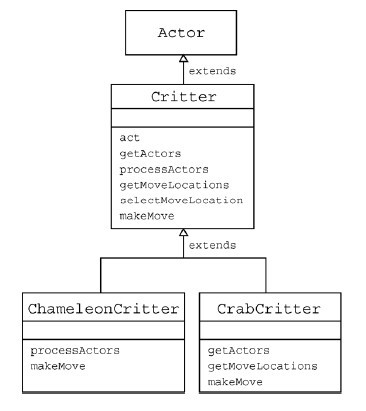 Actor
extends
Critter
act
getActors
processActors
getMoveLocations
selectMoveLocation
makeMove
extends
ChameleonCritter
processActors
makeMove
CrabCritter
getActors
getMoveLocations
makeMove